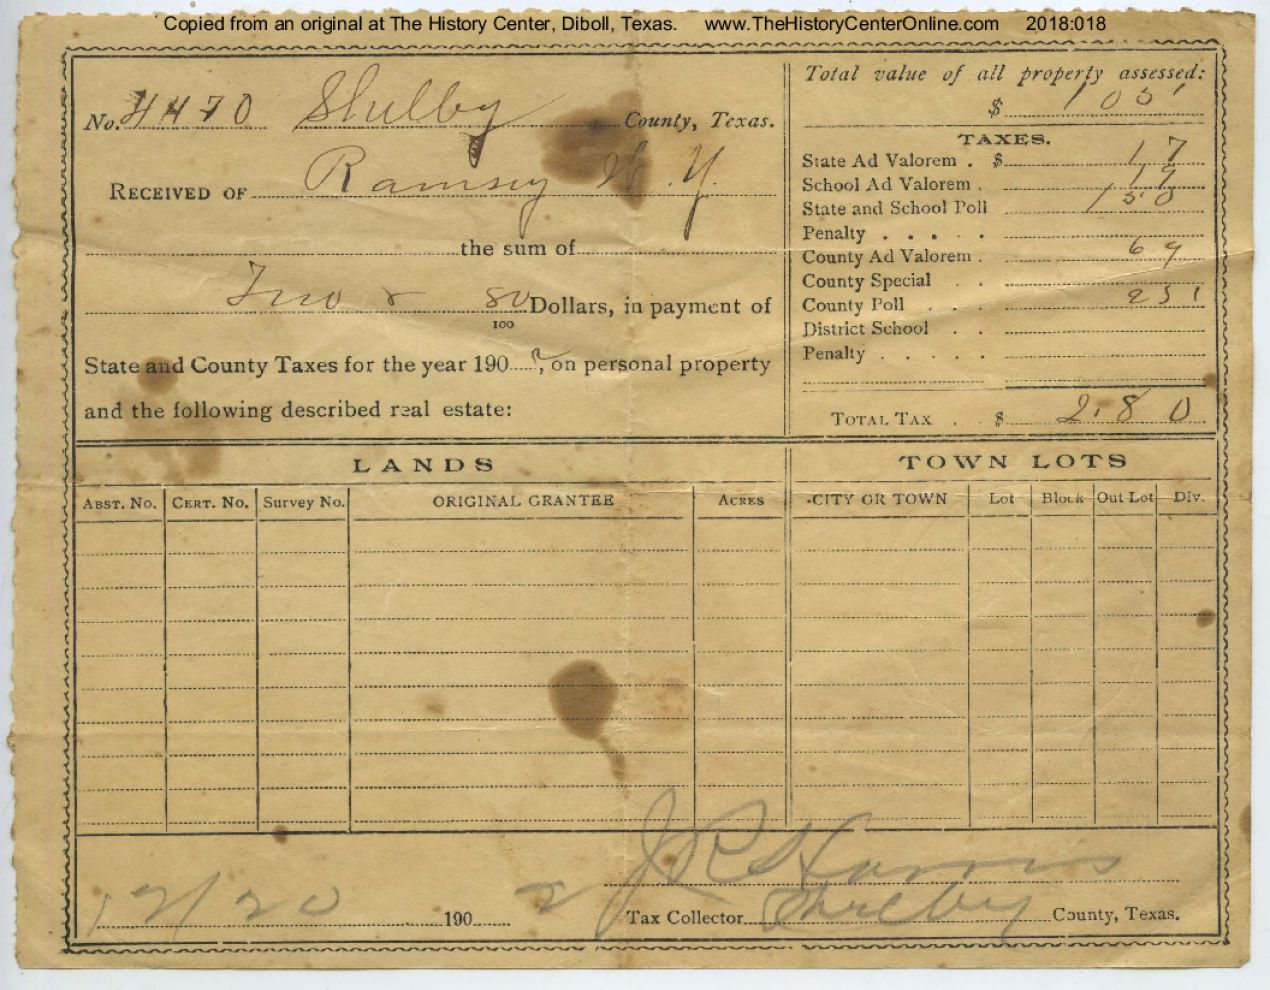 Copied from an original at The History Center, Diboll, Texas. www.TheHistoryCenterOnline.com 2018:018
No. 4470 Shelby County, Texas.
RECEIVED OF Ramsey W. Y.
the sum of
Two & 80/100 Dollars, in payment of
State and County Taxes for the year 190 2, on personal property
and the following described real estate:
Total value of all property assessed:
$
TAXES.
State Ad Valorem . $ 17
School Ad Valorem .
State and School Poll 150
Penalty . . . . .
County Ad Valorem . 69
County Special . .
County Poll . . .
District School . .
Penalty . . . . .
TOTAL TAX . $ 2.80
LANDS
ABST. No. CERT. No. Survey No. ORIGINAL GRANTEE ACRES
TOWN LOTS
CITY OR TOWN Lot Block Out Lot Div.
J R Harris
12/20 190 2 Tax Collector Shelby County, Texas.